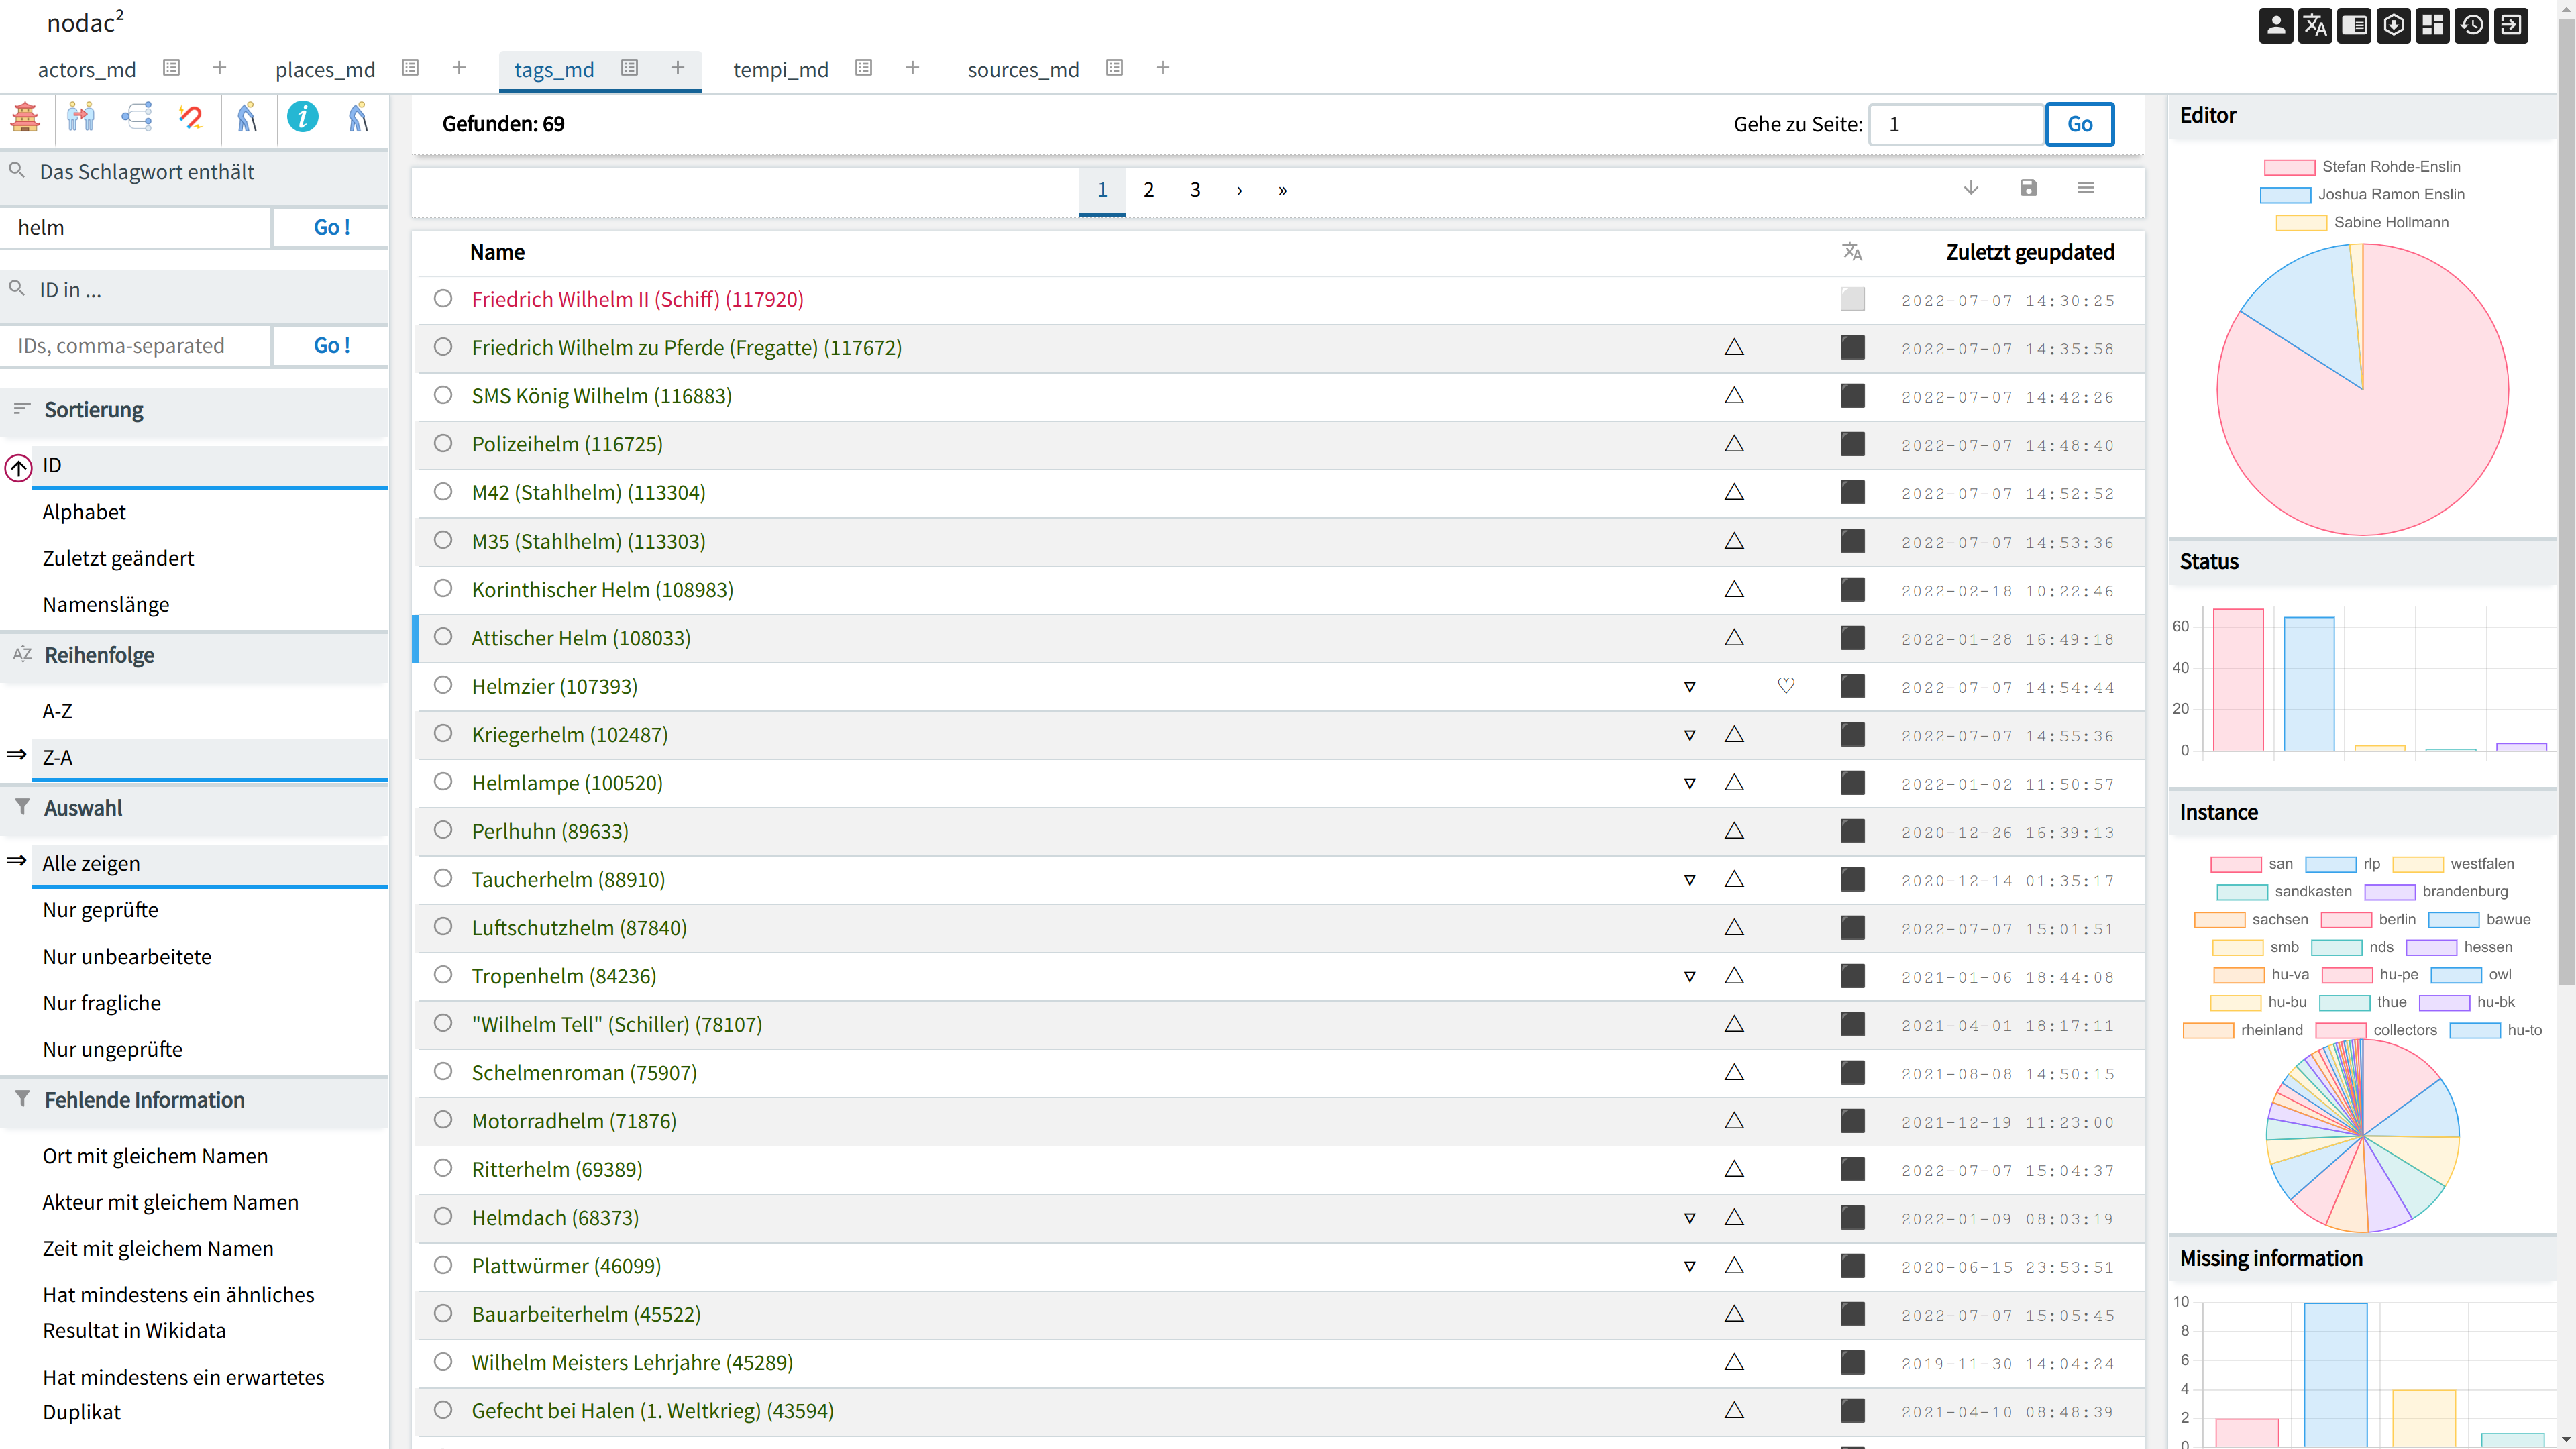 nodac²
actors_md places_md tags_md tempi_md sources_md
Das Schlagwort enthält
helm Go !
ID in ...
IDs, comma-separated Go !
Sortierung
ID
Alphabet
Zuletzt geändert
Namenslänge
Reihenfolge
A-Z
Z-A
Auswahl
Alle zeigen
Nur geprüfte
Nur unbearbeitete
Nur fragliche
Nur ungeprüfte
Fehlende Information
Ort mit gleichem Namen
Akteur mit gleichem Namen
Zeit mit gleichem Namen
Hat mindestens ein ähnliches
Resultat in Wikidata
Hat mindestens ein erwartetes
Duplikat
Gefunden: 69 Gehe zu Seite: 1 Go
1 2 3 › »
Name Zuletzt geupdated
Friedrich Wilhelm II (Schiff) (117920) 2022-07-07 14:30:25
Friedrich Wilhelm zu Pferde (Fregatte) (117672) 2022-07-07 14:35:58
SMS König Wilhelm (116883) 2022-07-07 14:42:26
Polizeihelm (116725) 2022-07-07 14:48:40
M42 (Stahlhelm) (113304) 2022-07-07 14:52:52
M35 (Stahlhelm) (113303) 2022-07-07 14:53:36
Korinthischer Helm (108983) 2022-02-18 10:22:46
Attischer Helm (108033) 2022-01-28 16:49:18
Helmzier (107393) 2022-07-07 14:54:44
Kriegerhelm (102487) 2022-07-07 14:55:36
Helmlampe (100520) 2022-01-02 11:50:57
Perlhuhn (89633) 2020-12-26 16:39:13
Taucherhelm (88910) 2020-12-14 01:35:17
Luftschutzhelm (87840) 2022-07-07 15:01:51
Tropenhelm (84236) 2021-01-06 18:44:08
"Wilhelm Tell" (Schiller) (78107) 2021-04-01 18:17:11
Schelmenroman (75907) 2021-08-08 14:50:15
Motorradhelm (71876) 2021-12-19 11:23:00
Ritterhelm (69389) 2022-07-07 15:04:37
Helmdach (68373) 2022-01-09 08:03:19
Plattwürmer (46099) 2020-06-15 23:53:51
Bauarbeiterhelm (45522) 2022-07-07 15:05:45
Wilhelm Meisters Lehrjahre (45289) 2019-11-30 14:04:24
Gefecht bei Halen (1. Weltkrieg) (43594) 2021-04-10 08:48:39
Editor
Stefan Rohde-Enslin
Joshua Ramon Enslin
Sabine Hollmann
Status
60
40
20
0
Instance
san rlp westfalen
sandkasten brandenburg
sachsen berlin bawue
smb nds hessen
hu-va hu-pe owl
hu-bu thue hu-bk
rheinland collectors hu-to
Missing information
10
8
6
4
2
0